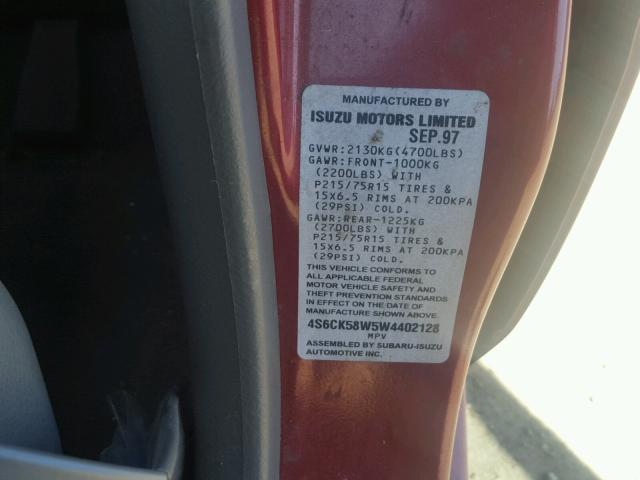 MANUFACTURED BY
ISUZU MOTORS LIMITED
SEP.97
GVWR:2130KG(4700LBS)
GAWR:FRONT-1000KG
(2200LBS) WITH
P215/75R15 TIRES &
15x6.5 RIMS AT 200KPA
(29PSI) COLD.
GAWR:REAR-1225KG
(2700LBS) WITH
P215/75R15 TIRES &
15x6.5 RIMS AT 200KPA
(29PSI) COLD.
THIS VEHICLE CONFORMS TO
ALL APPLICABLE FEDERAL
MOTOR VEHICLE SAFETY AND
THEFT PREVENTION STANDARDS
IN EFFECT ON THE DATE OF
MANUFACTURE SHOWN ABOVE.
4S6CK58W5W4402128
MPV
ASSEMBLED BY SUBARU-ISUZU
AUTOMOTIVE INC.